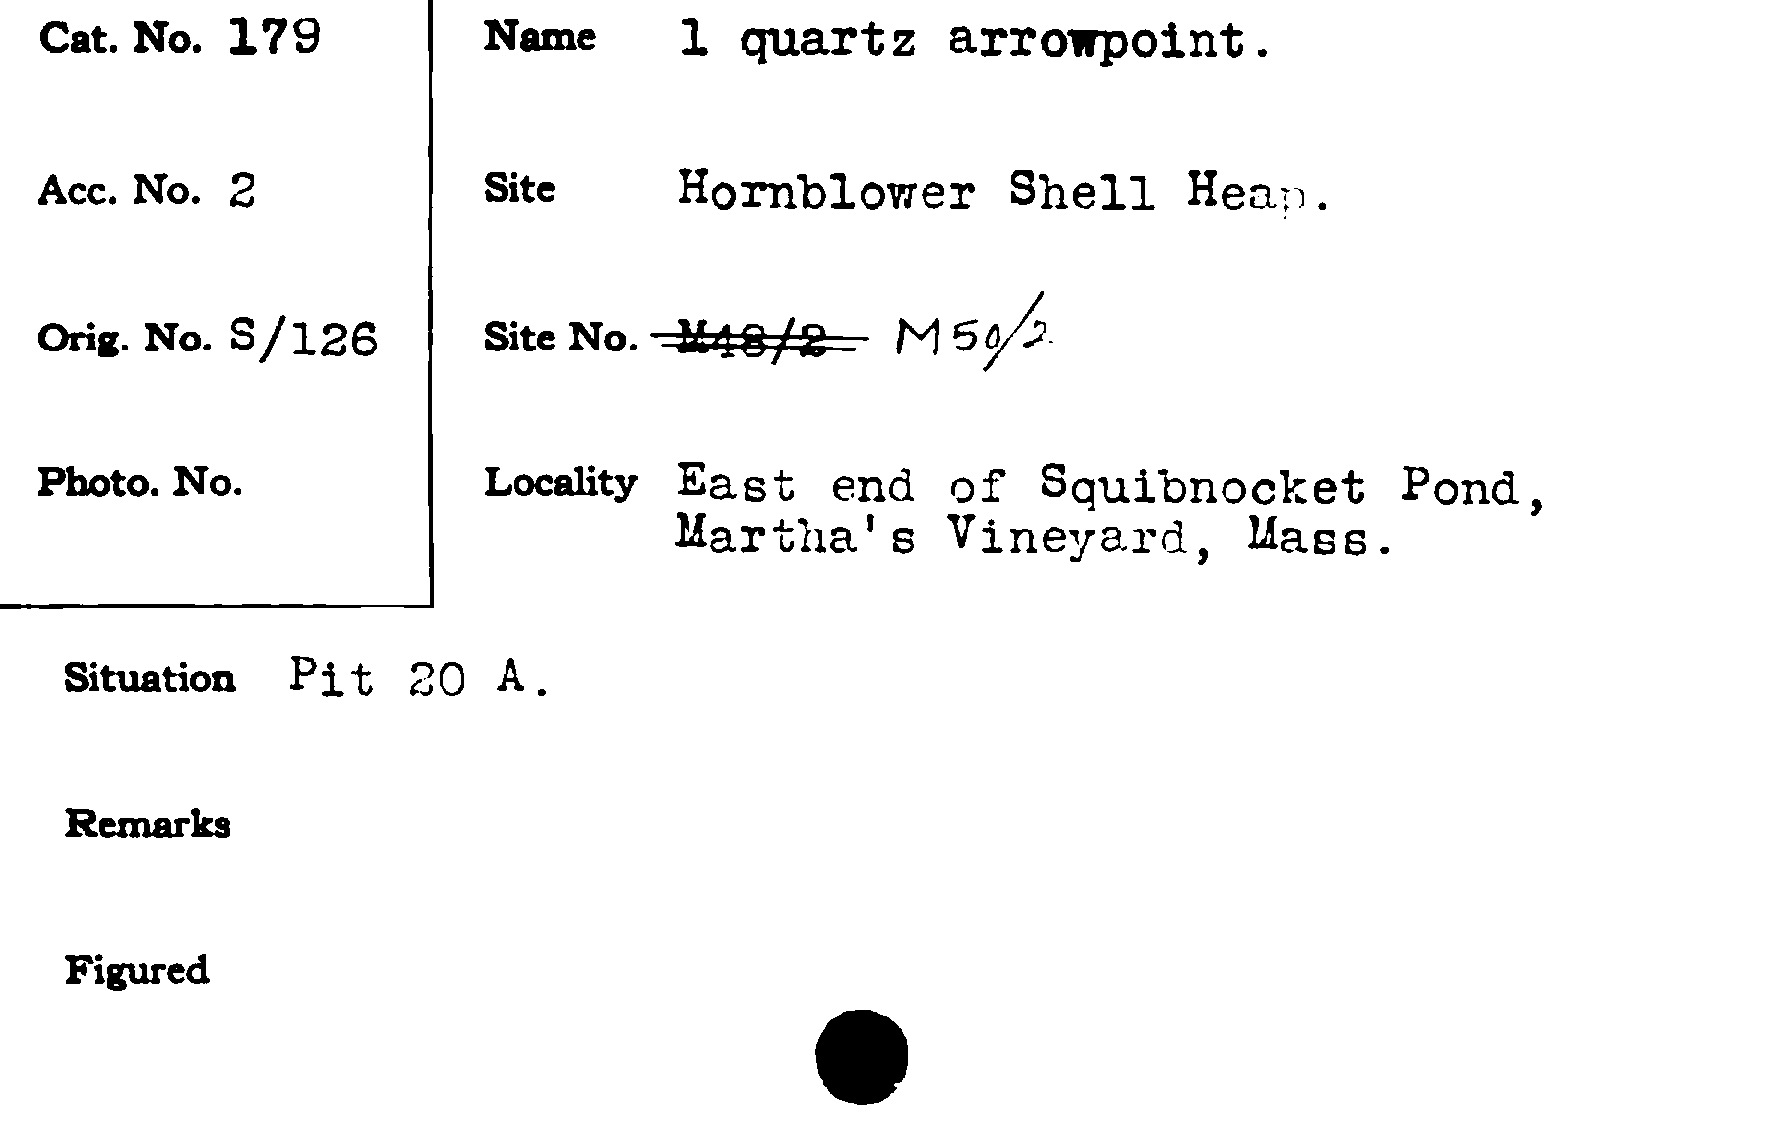 Cat. No. 179
Name 1 quartz arrowpoint.
Acc. No. 2
Site Hornblower Shell Heap.
Orig. No. S/126
Site No. M48/2 M50/2
Photo. No.
Locality East end of Squibnocket Pond,
Martha's Vineyard, Mass.
Situation Pit 20 A.
Remarks
Figured